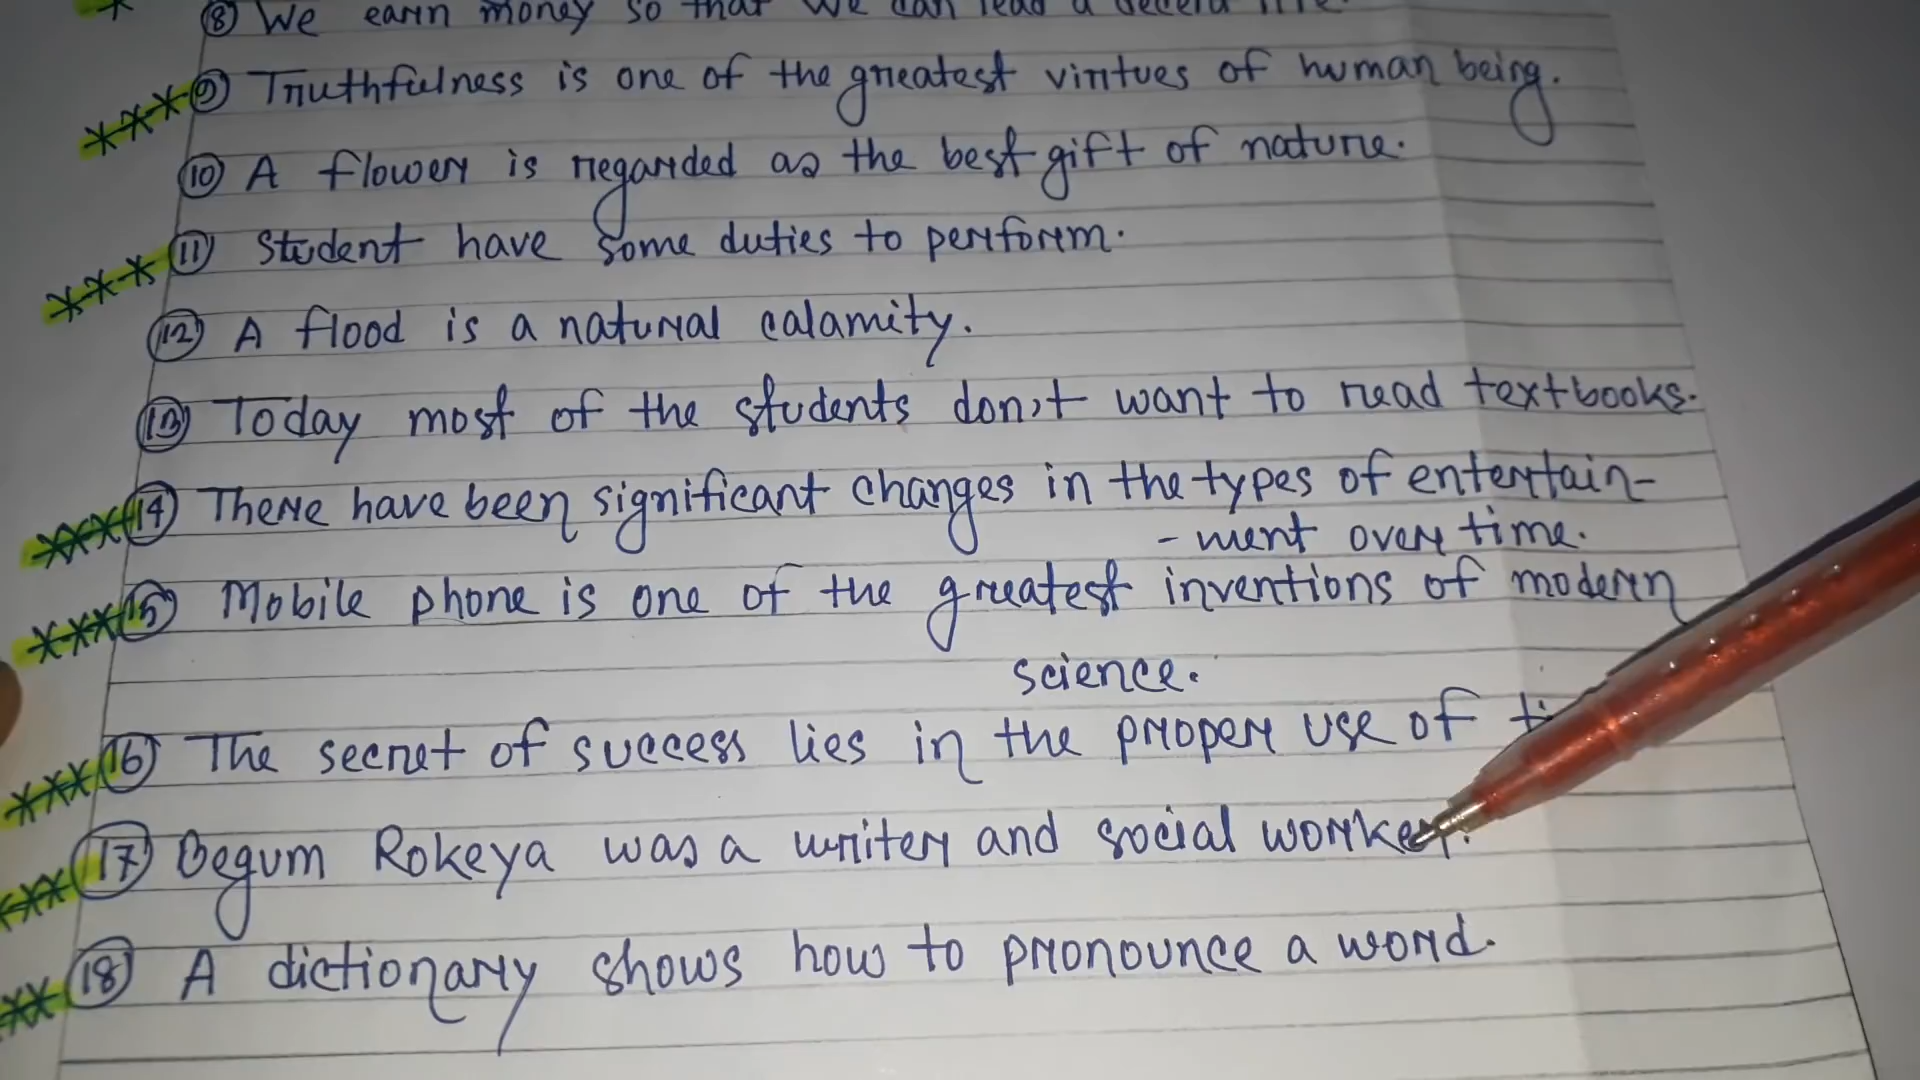 ⑧ We earn money so that we can lead a decent life.
***⑨ Truthfulness is one of the greatest virtues of human being.
⑩ A flower is regarded as the best gift of nature.
***⑪ Student have some duties to perform.
⑫ A flood is a natural calamity.
⑬ Today most of the students don't want to read textbooks.
***⑭ There have been significant changes in the types of entertain-
- ment over time.
***⑮ Mobile phone is one of the greatest inventions of modern
science.
***⑯ The secret of success lies in the proper use of
***⑰ Begum Rokeya was a writer and social worker.
**⑱ A dictionary shows how to pronounce a word.